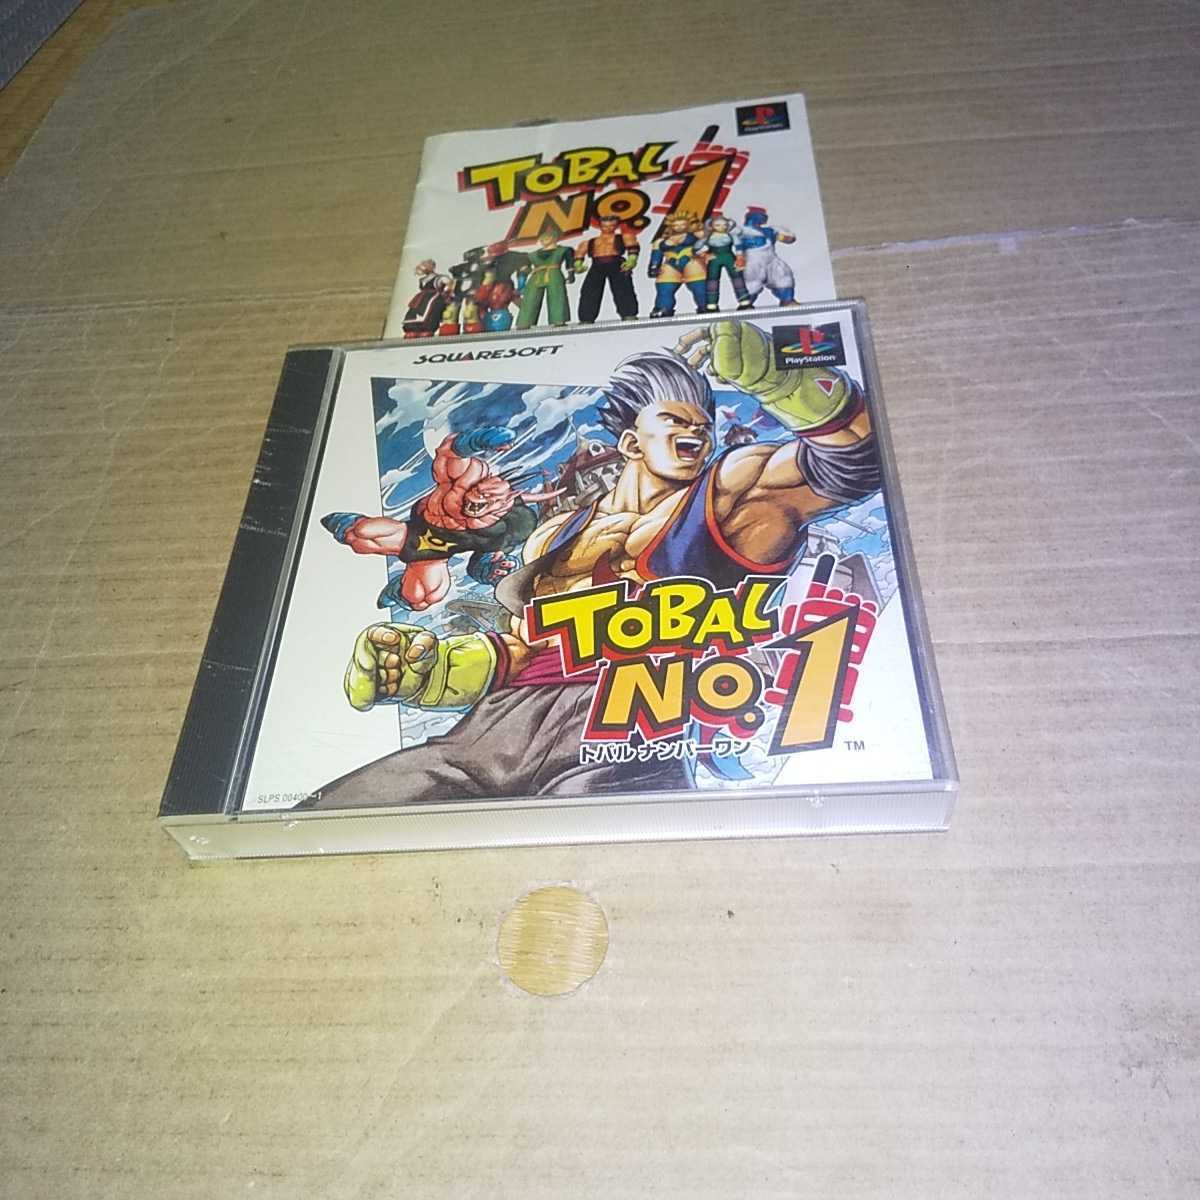 PlayStation
TOBAL
NO.1
SQUARESOFT
PlayStation
TOBAL
NO.1
トバル ナンバーワン
TM